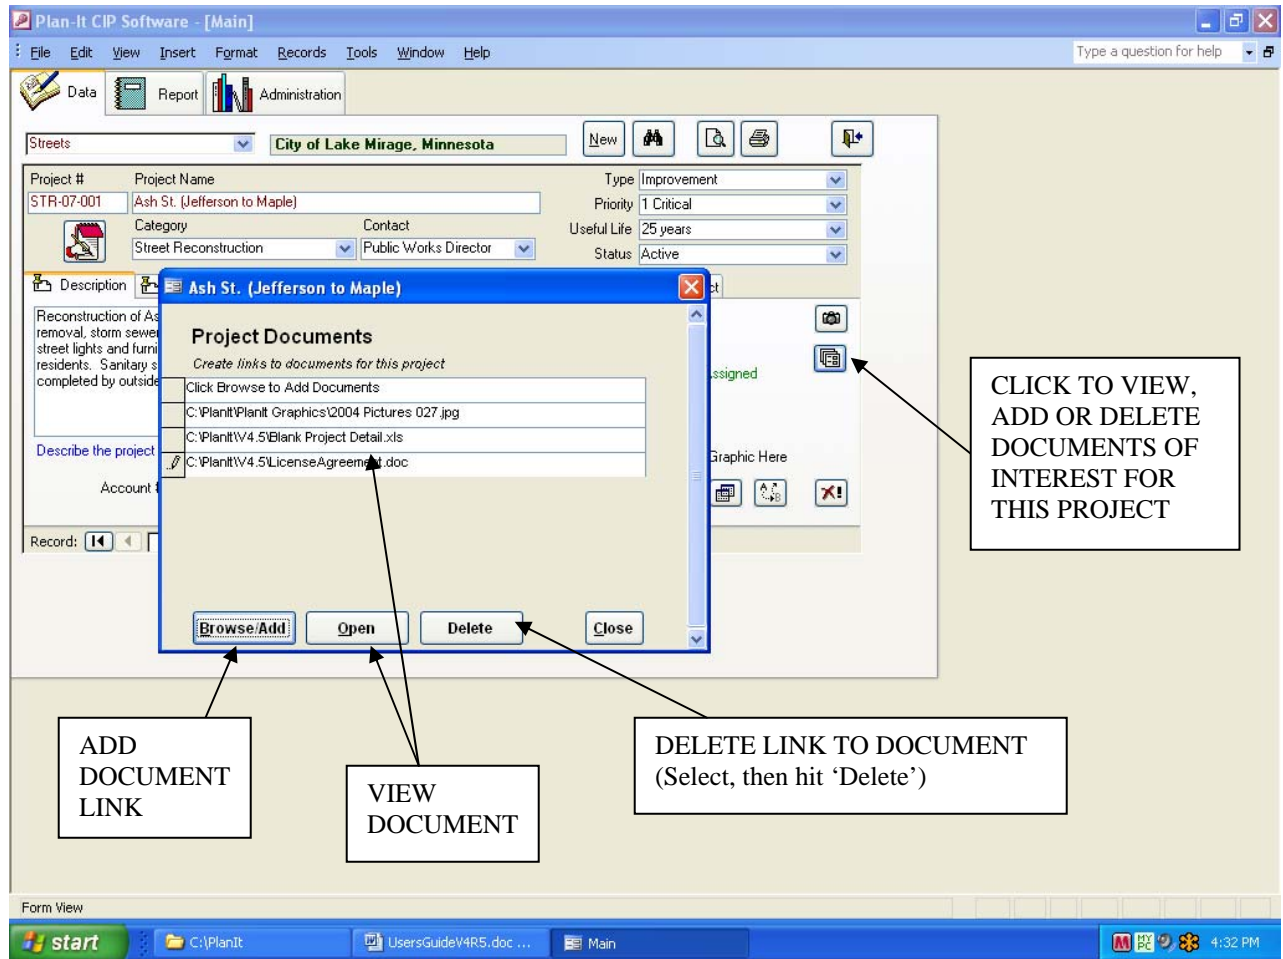 Plan-It CIP Software - [Main]
File Edit View Insert Format Records Tools Window Help
Type a question for help
Data Report Administration
Streets
City of Lake Mirage, Minnesota
New
Project # Project Name
Type Improvement
STR-07-001 Ash St. (Jefferson to Maple)
Priority 1 Critical
Category Contact
Useful Life 25 years
Street Reconstruction Public Works Director
Status Active
Description
Ash St. (Jefferson to Maple)
ct
Reconstruction of As
removal, storm sewer
street lights and furni
residents. Sanitary s
completed by outside
Describe the project
Account #
Record:
Project Documents
Create links to documents for this project
Click Browse to Add Documents
C:\PlanIt\PlanIt Graphics\2004 Pictures 027.jpg
C:\PlanIt\V4.5\Blank Project Detail.xls
C:\PlanIt\V4.5\LicenseAgreement.doc
Browse/Add Open Delete Close
ssigned
Graphic Here
CLICK TO VIEW,
ADD OR DELETE
DOCUMENTS OF
INTEREST FOR
THIS PROJECT
ADD
DOCUMENT
LINK
VIEW
DOCUMENT
DELETE LINK TO DOCUMENT
(Select, then hit ‘Delete’)
Form View
start C:\PlanIt UsersGuideV4R5.doc ... Main 4:32 PM